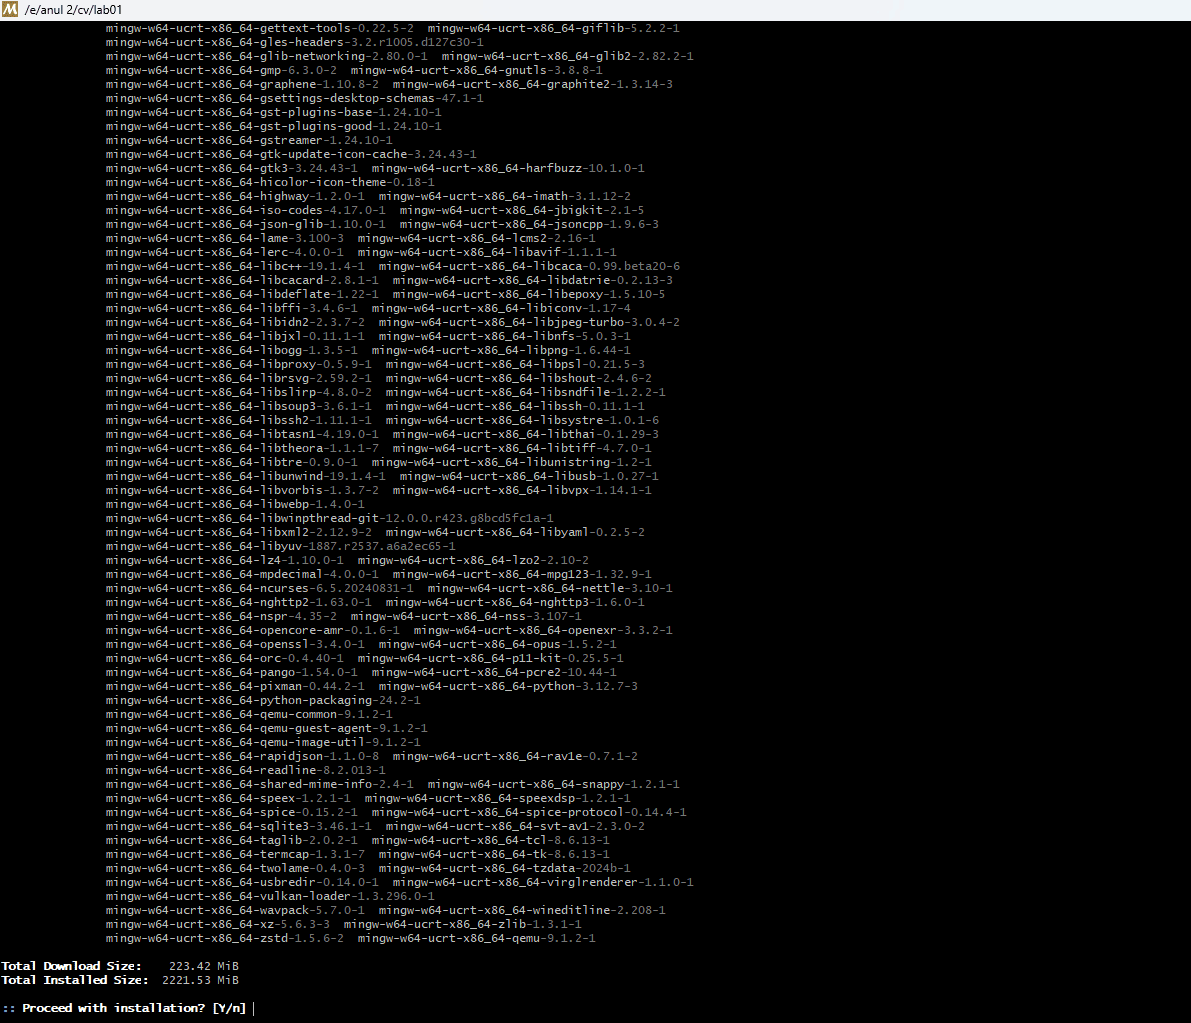 /e/anul 2/cv/lab01
mingw-w64-ucrt-x86_64-gettext-tools-0.22.5-2  mingw-w64-ucrt-x86_64-giflib-5.2.2-1
mingw-w64-ucrt-x86_64-gles-headers-3.2.r1005.d127c30-1
mingw-w64-ucrt-x86_64-glib-networking-2.80.0-1  mingw-w64-ucrt-x86_64-glib2-2.82.2-1
mingw-w64-ucrt-x86_64-gmp-6.3.0-2  mingw-w64-ucrt-x86_64-gnutls-3.8.8-1
mingw-w64-ucrt-x86_64-graphene-1.10.8-2  mingw-w64-ucrt-x86_64-graphite2-1.3.14-3
mingw-w64-ucrt-x86_64-gsettings-desktop-schemas-47.1-1
mingw-w64-ucrt-x86_64-gst-plugins-base-1.24.10-1
mingw-w64-ucrt-x86_64-gst-plugins-good-1.24.10-1
mingw-w64-ucrt-x86_64-gstreamer-1.24.10-1
mingw-w64-ucrt-x86_64-gtk-update-icon-cache-3.24.43-1
mingw-w64-ucrt-x86_64-gtk3-3.24.43-1  mingw-w64-ucrt-x86_64-harfbuzz-10.1.0-1
mingw-w64-ucrt-x86_64-hicolor-icon-theme-0.18-1
mingw-w64-ucrt-x86_64-highway-1.2.0-1  mingw-w64-ucrt-x86_64-imath-3.1.12-2
mingw-w64-ucrt-x86_64-iso-codes-4.17.0-1  mingw-w64-ucrt-x86_64-jbigkit-2.1-5
mingw-w64-ucrt-x86_64-json-glib-1.10.0-1  mingw-w64-ucrt-x86_64-jsoncpp-1.9.6-3
mingw-w64-ucrt-x86_64-lame-3.100-3  mingw-w64-ucrt-x86_64-lcms2-2.16-1
mingw-w64-ucrt-x86_64-lerc-4.0.0-1  mingw-w64-ucrt-x86_64-libavif-1.1.1-1
mingw-w64-ucrt-x86_64-libc++-19.1.4-1  mingw-w64-ucrt-x86_64-libcaca-0.99.beta20-6
mingw-w64-ucrt-x86_64-libcacard-2.8.1-1  mingw-w64-ucrt-x86_64-libdatrie-0.2.13-3
mingw-w64-ucrt-x86_64-libdeflate-1.22-1  mingw-w64-ucrt-x86_64-libepoxy-1.5.10-5
mingw-w64-ucrt-x86_64-libffi-3.4.6-1  mingw-w64-ucrt-x86_64-libiconv-1.17-4
mingw-w64-ucrt-x86_64-libidn2-2.3.7-2  mingw-w64-ucrt-x86_64-libjpeg-turbo-3.0.4-2
mingw-w64-ucrt-x86_64-libjxl-0.11.1-1  mingw-w64-ucrt-x86_64-libnfs-5.0.3-1
mingw-w64-ucrt-x86_64-libogg-1.3.5-1  mingw-w64-ucrt-x86_64-libpng-1.6.44-1
mingw-w64-ucrt-x86_64-libproxy-0.5.9-1  mingw-w64-ucrt-x86_64-libpsl-0.21.5-3
mingw-w64-ucrt-x86_64-librsvg-2.59.2-1  mingw-w64-ucrt-x86_64-libshout-2.4.6-2
mingw-w64-ucrt-x86_64-libslirp-4.8.0-2  mingw-w64-ucrt-x86_64-libsndfile-1.2.2-1
mingw-w64-ucrt-x86_64-libsoup3-3.6.1-1  mingw-w64-ucrt-x86_64-libssh-0.11.1-1
mingw-w64-ucrt-x86_64-libssh2-1.11.1-1  mingw-w64-ucrt-x86_64-libsystre-1.0.1-6
mingw-w64-ucrt-x86_64-libtasn1-4.19.0-1  mingw-w64-ucrt-x86_64-libthai-0.1.29-3
mingw-w64-ucrt-x86_64-libtheora-1.1.1-7  mingw-w64-ucrt-x86_64-libtiff-4.7.0-1
mingw-w64-ucrt-x86_64-libtre-0.9.0-1  mingw-w64-ucrt-x86_64-libunistring-1.2-1
mingw-w64-ucrt-x86_64-libunwind-19.1.4-1  mingw-w64-ucrt-x86_64-libusb-1.0.27-1
mingw-w64-ucrt-x86_64-libvorbis-1.3.7-2  mingw-w64-ucrt-x86_64-libvpx-1.14.1-1
mingw-w64-ucrt-x86_64-libwebp-1.4.0-1
mingw-w64-ucrt-x86_64-libwinpthread-git-12.0.0.r423.g8bcd5fc1a-1
mingw-w64-ucrt-x86_64-libxml2-2.12.9-2  mingw-w64-ucrt-x86_64-libyaml-0.2.5-2
mingw-w64-ucrt-x86_64-libyuv-1887.r2537.a6a2ec65-1
mingw-w64-ucrt-x86_64-lz4-1.10.0-1  mingw-w64-ucrt-x86_64-lzo2-2.10-2
mingw-w64-ucrt-x86_64-mpdecimal-4.0.0-1  mingw-w64-ucrt-x86_64-mpg123-1.32.9-1
mingw-w64-ucrt-x86_64-ncurses-6.5.20240831-1  mingw-w64-ucrt-x86_64-nettle-3.10-1
mingw-w64-ucrt-x86_64-nghttp2-1.63.0-1  mingw-w64-ucrt-x86_64-nghttp3-1.6.0-1
mingw-w64-ucrt-x86_64-nspr-4.35-2  mingw-w64-ucrt-x86_64-nss-3.107-1
mingw-w64-ucrt-x86_64-opencore-amr-0.1.6-1  mingw-w64-ucrt-x86_64-openexr-3.3.2-1
mingw-w64-ucrt-x86_64-openssl-3.4.0-1  mingw-w64-ucrt-x86_64-opus-1.5.2-1
mingw-w64-ucrt-x86_64-orc-0.4.40-1  mingw-w64-ucrt-x86_64-p11-kit-0.25.5-1
mingw-w64-ucrt-x86_64-pango-1.54.0-1  mingw-w64-ucrt-x86_64-pcre2-10.44-1
mingw-w64-ucrt-x86_64-pixman-0.44.2-1  mingw-w64-ucrt-x86_64-python-3.12.7-3
mingw-w64-ucrt-x86_64-python-packaging-24.2-1
mingw-w64-ucrt-x86_64-qemu-common-9.1.2-1
mingw-w64-ucrt-x86_64-qemu-guest-agent-9.1.2-1
mingw-w64-ucrt-x86_64-qemu-image-util-9.1.2-1
mingw-w64-ucrt-x86_64-rapidjson-1.1.0-8  mingw-w64-ucrt-x86_64-rav1e-0.7.1-2
mingw-w64-ucrt-x86_64-readline-8.2.013-1
mingw-w64-ucrt-x86_64-shared-mime-info-2.4-1  mingw-w64-ucrt-x86_64-snappy-1.2.1-1
mingw-w64-ucrt-x86_64-speex-1.2.1-1  mingw-w64-ucrt-x86_64-speexdsp-1.2.1-1
mingw-w64-ucrt-x86_64-spice-0.15.2-1  mingw-w64-ucrt-x86_64-spice-protocol-0.14.4-1
mingw-w64-ucrt-x86_64-sqlite3-3.46.1-1  mingw-w64-ucrt-x86_64-svt-av1-2.3.0-2
mingw-w64-ucrt-x86_64-taglib-2.0.2-1  mingw-w64-ucrt-x86_64-tcl-8.6.13-1
mingw-w64-ucrt-x86_64-termcap-1.3.1-7  mingw-w64-ucrt-x86_64-tk-8.6.13-1
mingw-w64-ucrt-x86_64-twolame-0.4.0-3  mingw-w64-ucrt-x86_64-tzdata-2024b-1
mingw-w64-ucrt-x86_64-usbredir-0.14.0-1  mingw-w64-ucrt-x86_64-virglrenderer-1.1.0-1
mingw-w64-ucrt-x86_64-vulkan-loader-1.3.296.0-1
mingw-w64-ucrt-x86_64-wavpack-5.7.0-1  mingw-w64-ucrt-x86_64-wineditline-2.208-1
mingw-w64-ucrt-x86_64-xz-5.6.3-3  mingw-w64-ucrt-x86_64-zlib-1.3.1-1
mingw-w64-ucrt-x86_64-zstd-1.5.6-2  mingw-w64-ucrt-x86_64-qemu-9.1.2-1
Total Download Size:    223.42 MiB
Total Installed Size:  2221.53 MiB
:: Proceed with installation? [Y/n]